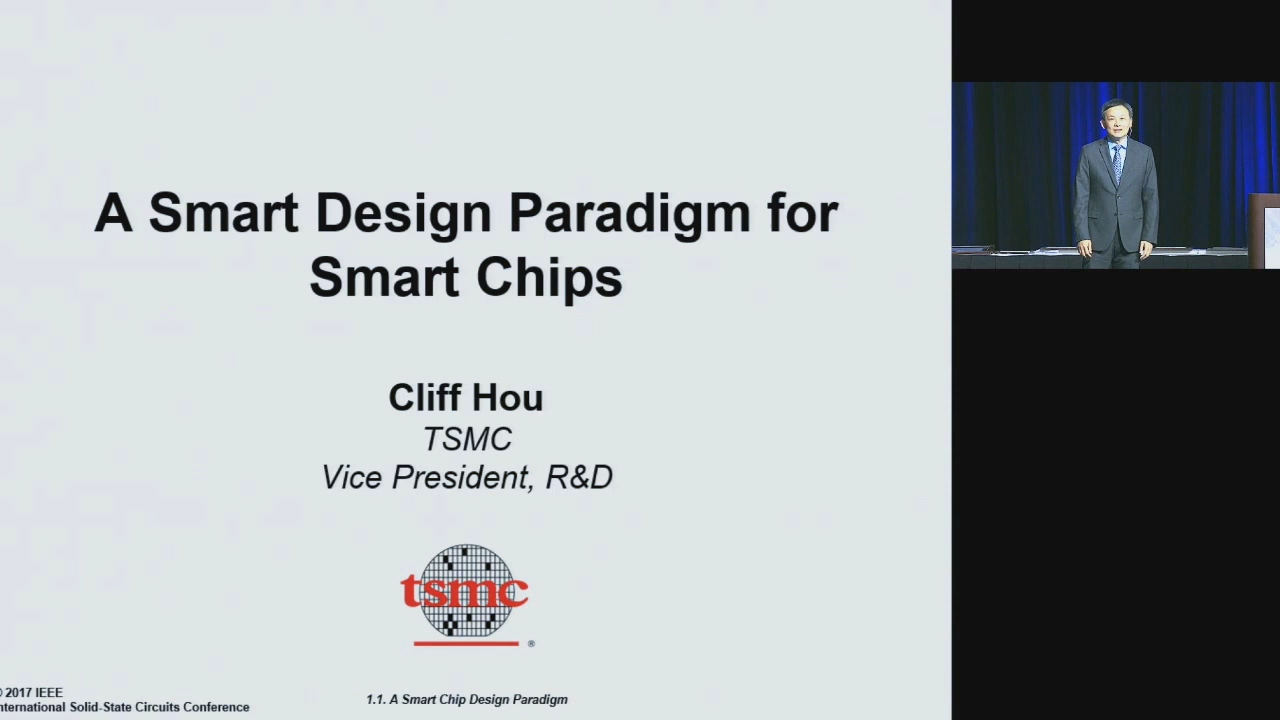 A Smart Design Paradigm for
Smart Chips
Cliff Hou
TSMC
Vice President, R&D
tsmc
®
© 2017 IEEE
nternational Solid-State Circuits Conference
1.1. A Smart Chip Design Paradigm